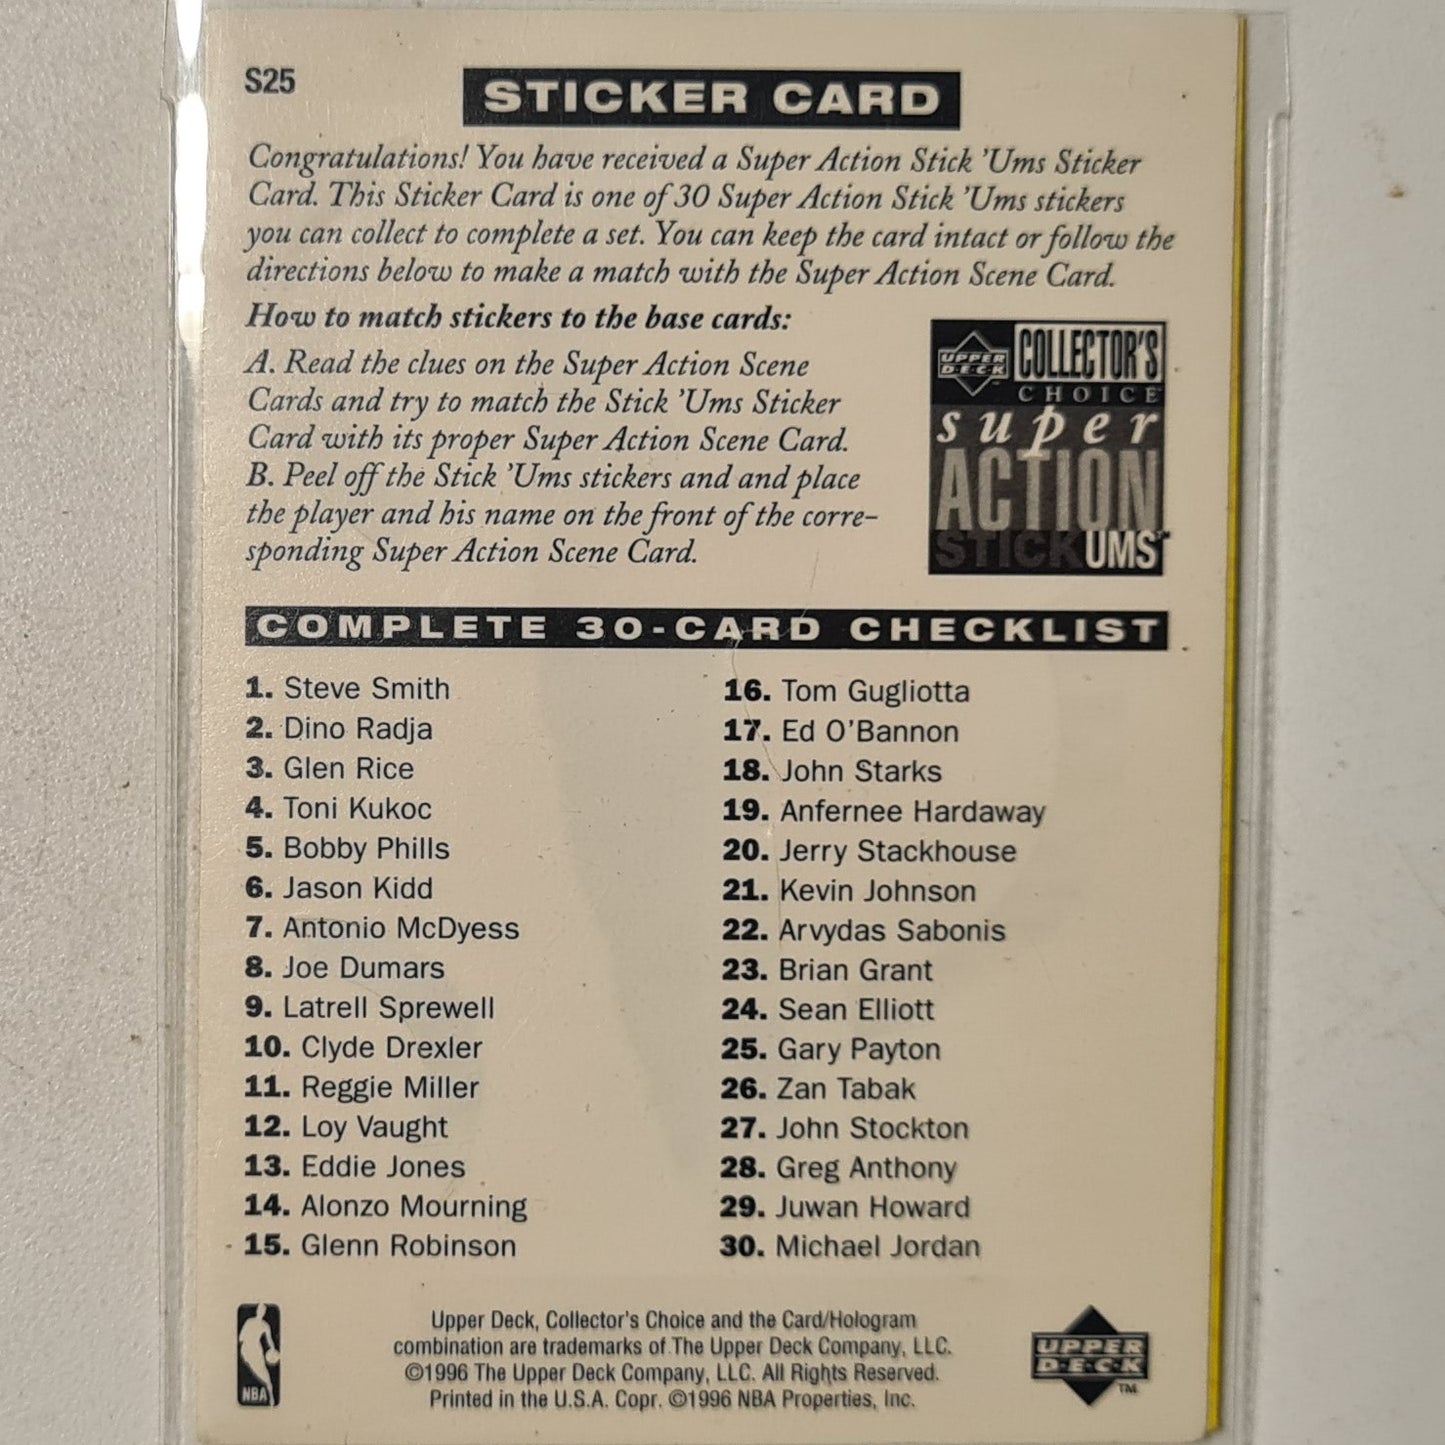 S25
STICKER CARD
Congratulations! You have received a Super Action Stick 'Ums Sticker
Card. This Sticker Card is one of 30 Super Action Stick 'Ums stickers
you can collect to complete a set. You can keep the card intact or follow the
directions below to make a match with the Super Action Scene Card.
How to match stickers to the base cards:
A. Read the clues on the Super Action Scene
Cards and try to match the Stick 'Ums Sticker
Card with its proper Super Action Scene Card.
B. Peel off the Stick 'Ums stickers and and place
the player and his name on the front of the corre-
sponding Super Action Scene Card.
UPPER DECK COLLECTOR'S
CHOICE
super
ACTION
STICKUMS™
COMPLETE 30-CARD CHECKLIST
1. Steve Smith
2. Dino Radja
3. Glen Rice
4. Toni Kukoc
5. Bobby Phills
6. Jason Kidd
7. Antonio McDyess
8. Joe Dumars
9. Latrell Sprewell
10. Clyde Drexler
11. Reggie Miller
12. Loy Vaught
13. Eddie Jones
14. Alonzo Mourning
15. Glenn Robinson
16. Tom Gugliotta
17. Ed O'Bannon
18. John Starks
19. Anfernee Hardaway
20. Jerry Stackhouse
21. Kevin Johnson
22. Arvydas Sabonis
23. Brian Grant
24. Sean Elliott
25. Gary Payton
26. Zan Tabak
27. John Stockton
28. Greg Anthony
29. Juwan Howard
30. Michael Jordan
NBA
Upper Deck, Collector's Choice and the Card/Hologram
combination are trademarks of The Upper Deck Company, LLC.
©1996 The Upper Deck Company, LLC. All Rights Reserved.
Printed in the U.S.A. Copr. ©1996 NBA Properties, Inc.
UPPER
D·E·C·K
™